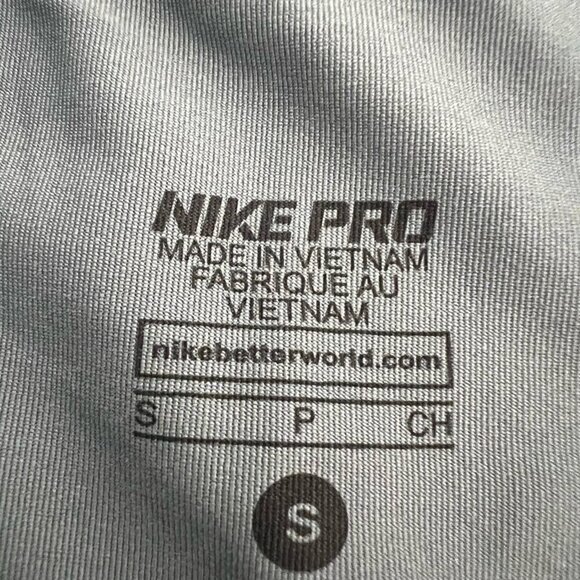 NIKE PRO
MADE IN VIETNAM
FABRIQUE AU
VIETNAM
nikebetterworld.com
S P CH
S